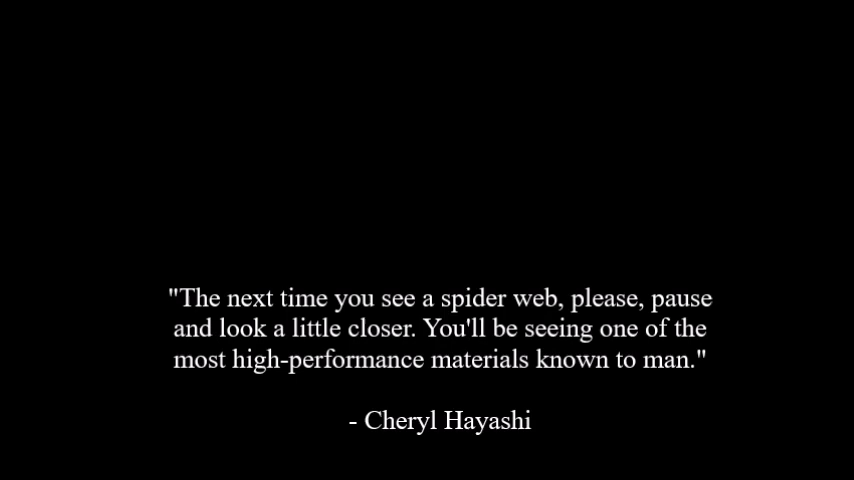 "The next time you see a spider web, please, pause
and look a little closer. You'll be seeing one of the
most high-performance materials known to man."
- Cheryl Hayashi